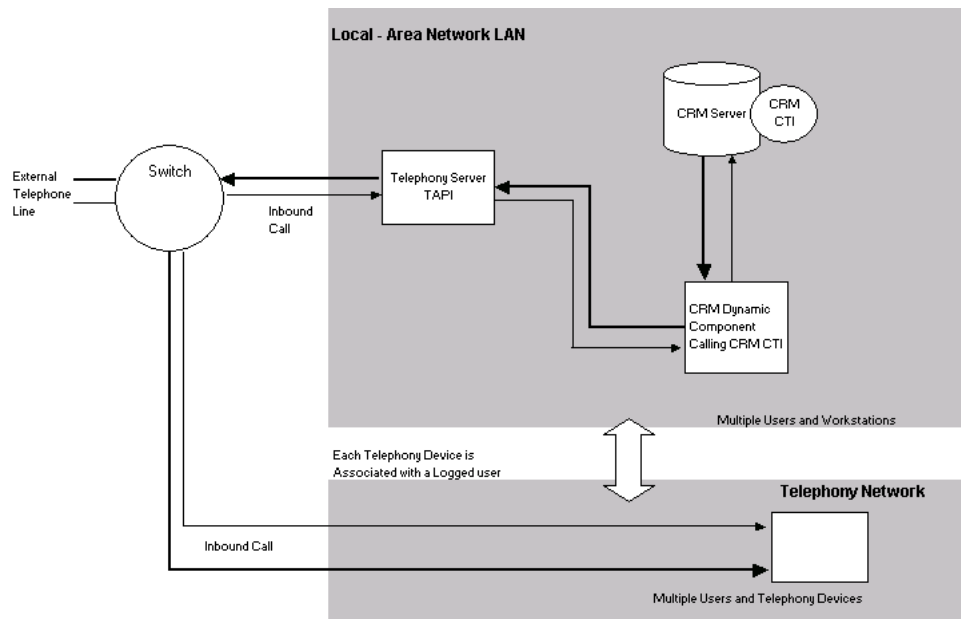 Local - Area Network LAN
CRM Server
CRM
CTI
Switch
External
Telephone
Line
Telephony Server
TAPI
Inbound
Call
CRM Dynamic
Component
Calling CRM CTI
Multiple Users and Workstations
Each Telephony Device is
Associated with a Logged user
Telephony Network
Inbound Call
Multiple Users and Telephony Devices